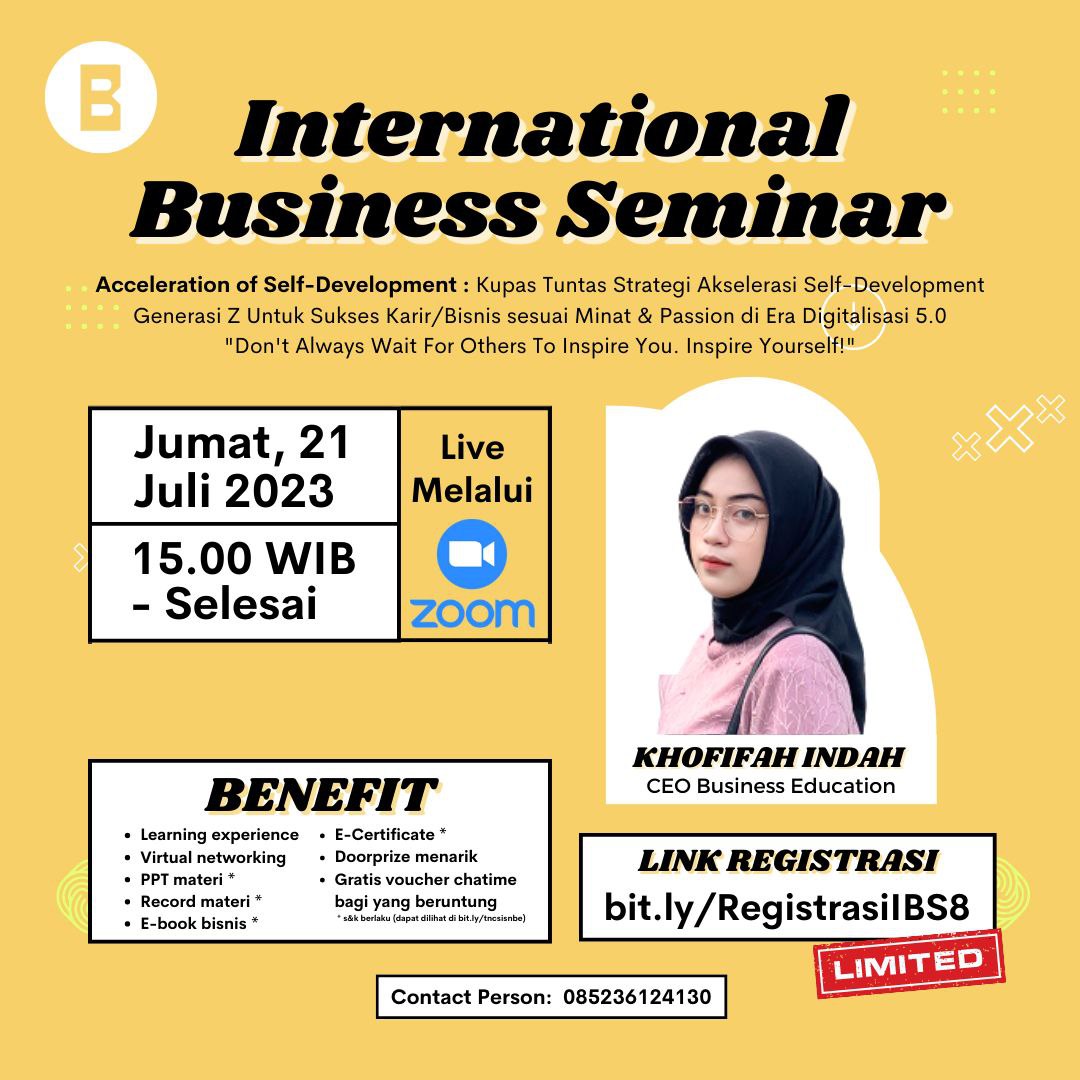 B
International
Business Seminar
Acceleration of Self-Development : Kupas Tuntas Strategi Akselerasi Self-Development
Generasi Z Untuk Sukses Karir/Bisnis sesuai Minat & Passion di Era Digitalisasi 5.0
"Don't Always Wait For Others To Inspire You. Inspire Yourself!"
Jumat, 21
Juli 2023
15.00 WIB
- Selesai
Live
Melalui
zoom
KHOFIFAH INDAH
CEO Business Education
BENEFIT
• Learning experience
• Virtual networking
• PPT materi *
• Record materi *
• E-book bisnis *
• E-Certificate *
• Doorprize menarik
• Gratis voucher chatime
bagi yang beruntung
* s&k berlaku (dapat dilihat di bit.ly/tncsisnbe)
LINK REGISTRASI
bit.ly/RegistrasiIBS8
LIMITED
Contact Person: 085236124130